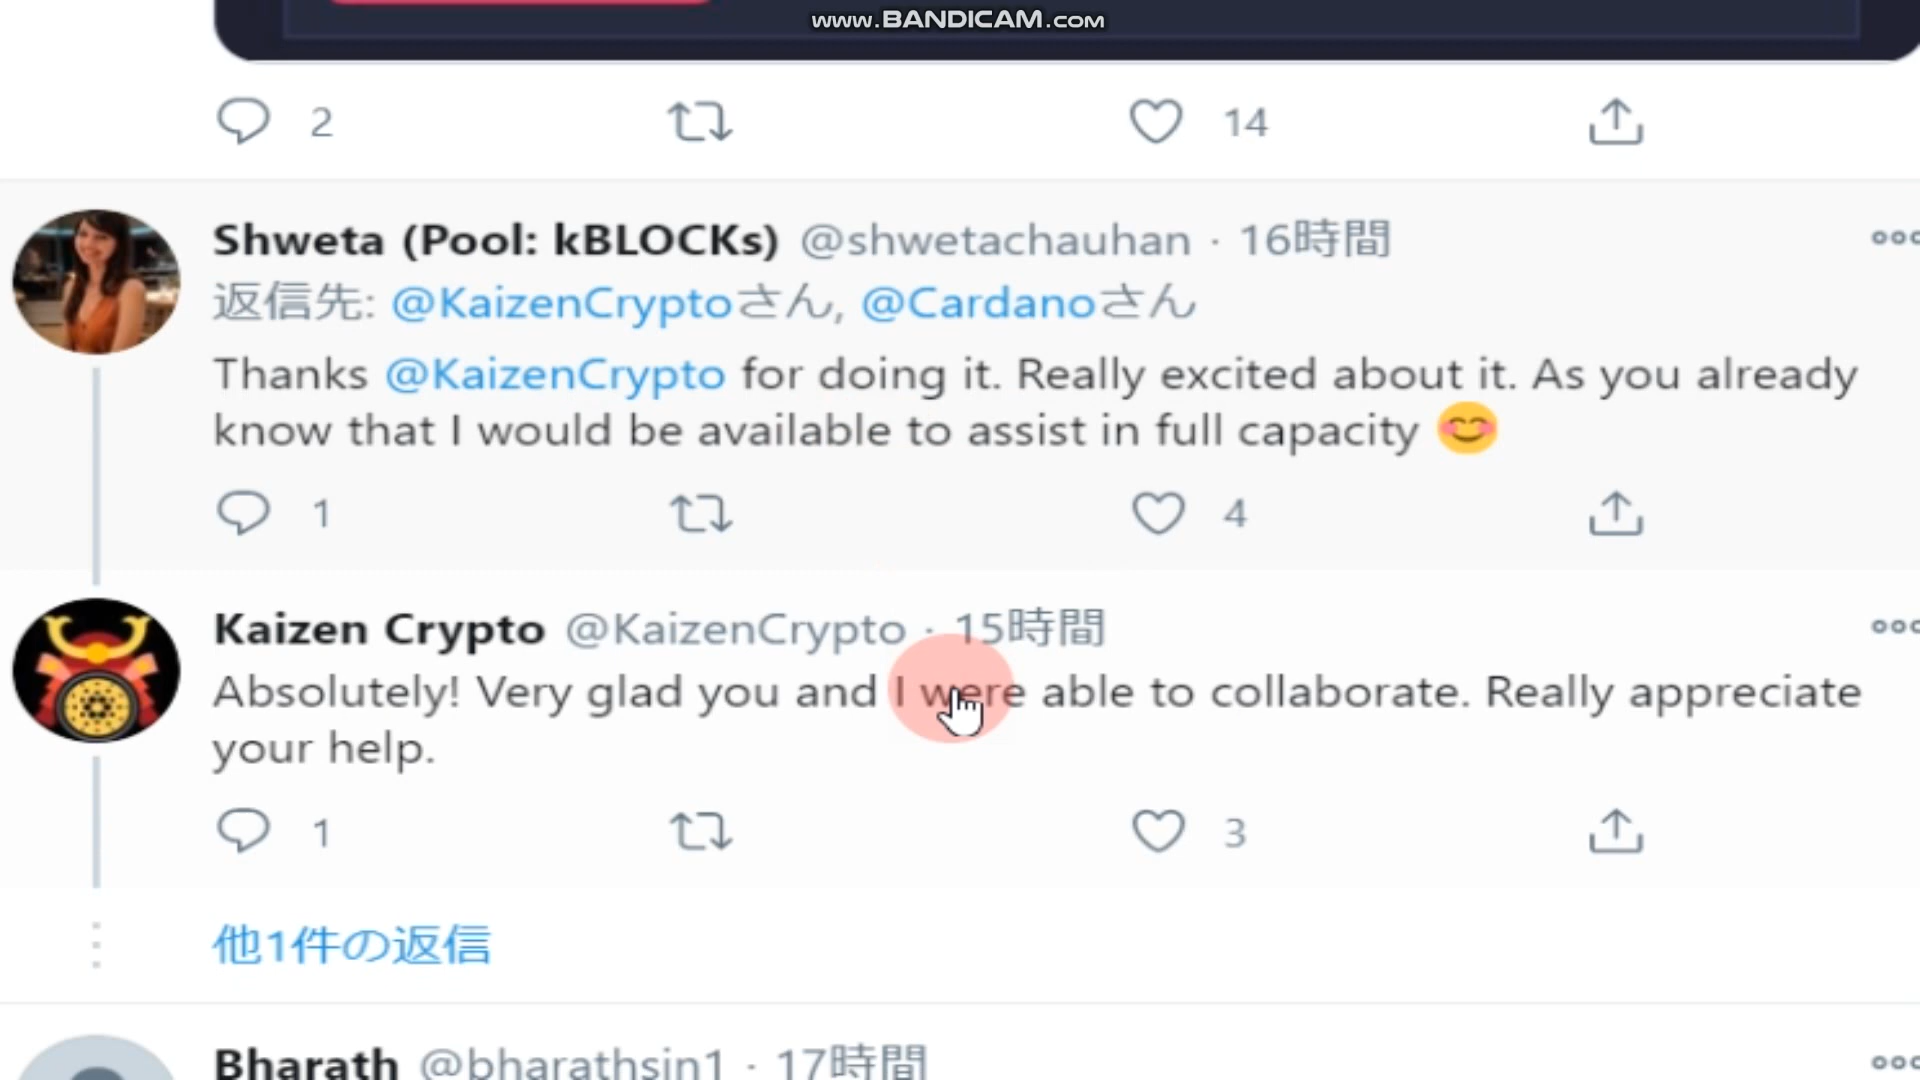 www.BANDICAM.com
2 14
Shweta (Pool: kBLOCKs) @shwetachauhan · 16時間
返信先: @KaizenCryptoさん, @Cardanoさん
Thanks @KaizenCrypto for doing it. Really excited about it. As you already
know that I would be available to assist in full capacity 😊
1 4
Kaizen Crypto @KaizenCrypto · 15時間
Absolutely! Very glad you and I were able to collaborate. Really appreciate
your help.
1 3
他1件の返信
Bharath @bharathsin1 · 17時間